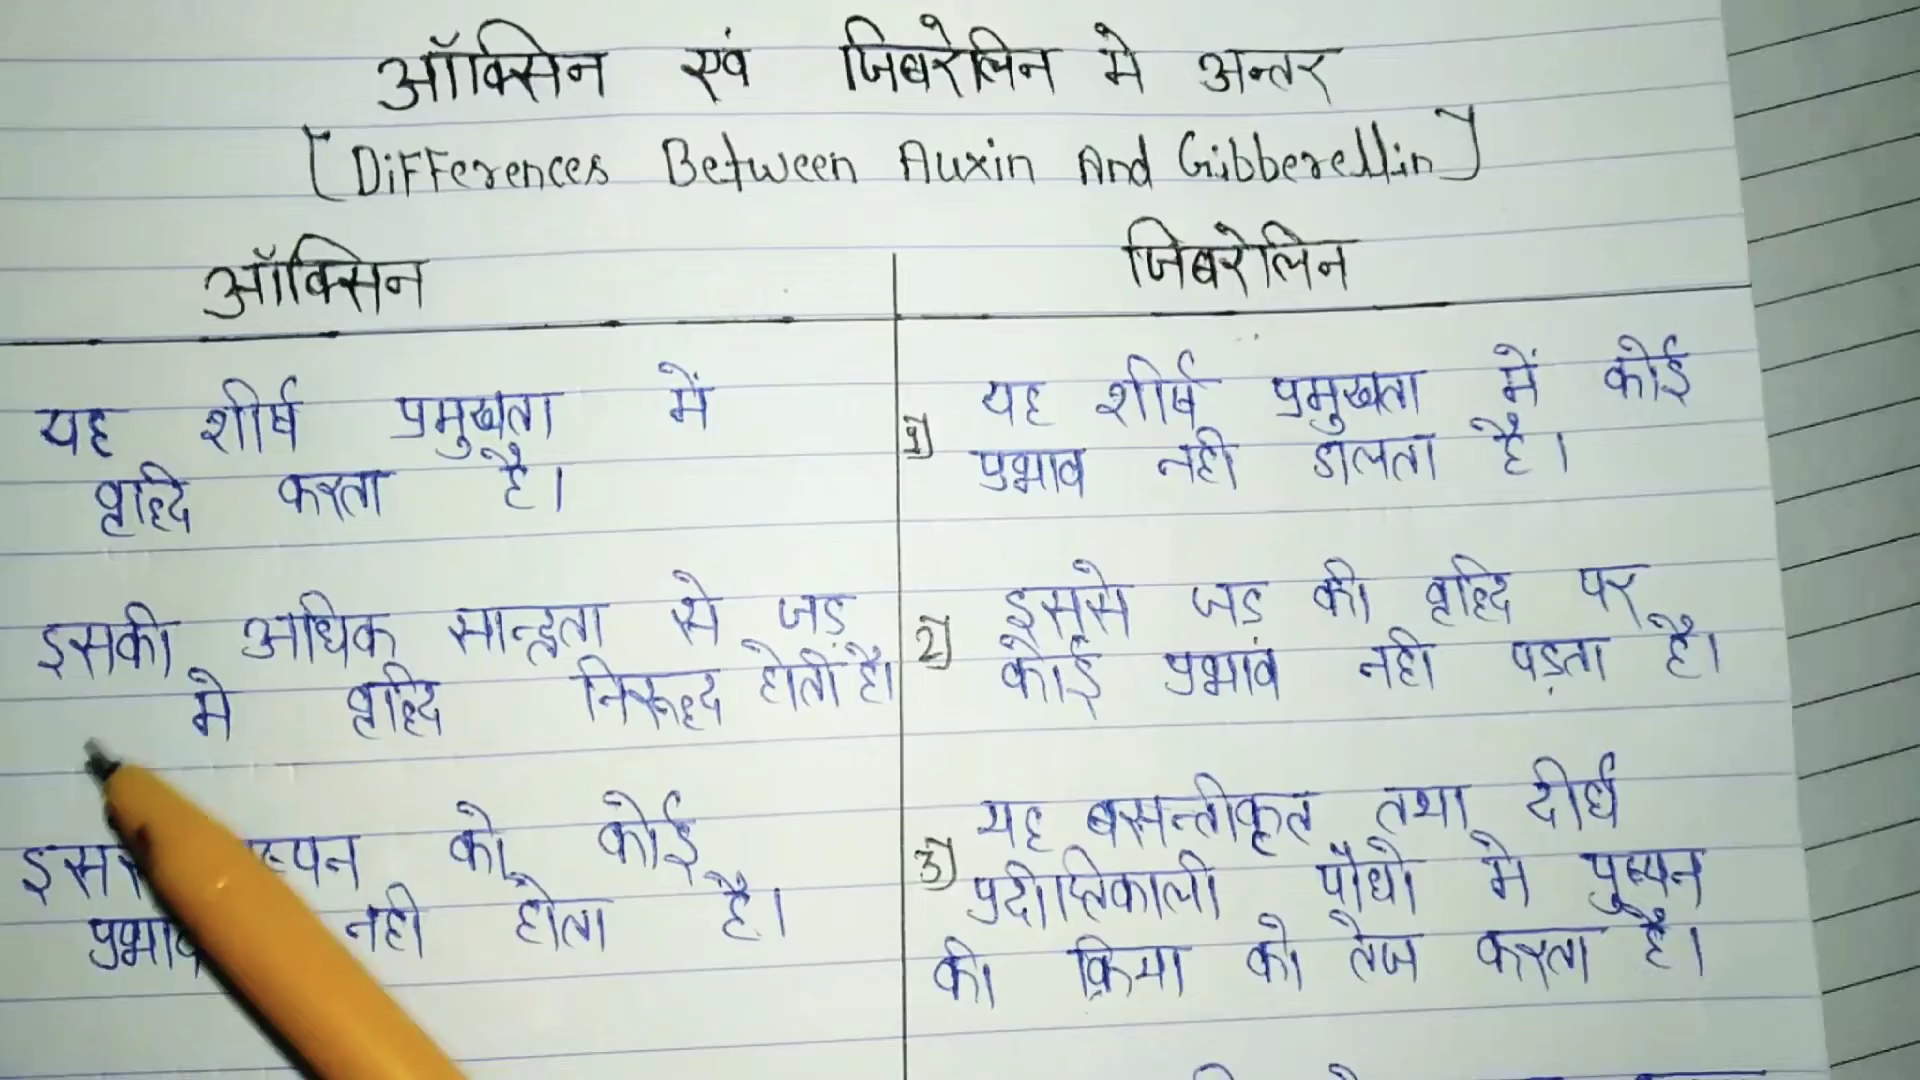 ऑक्सिन एवं जिबरेलिन मे अन्तर
[Differences Between Auxin And Gibberellin]
ऑक्सिन
यह शीर्ष प्रमुखता में
वृद्दि करता है।
इसकी अधिक सान्द्रता से जड़
मे वृद्दि निरूद्द होती है।
को कोई
नही होता है।
जिबरेलिन
1) यह शीर्ष प्रमुखता में कोई
प्रभाव नही डालता है।
2) इससे जड की वृद्दि पर
कोई प्रभाव नही पड़ता है।
3) यह बसन्तीकृत तथा दीर्घ
प्रदीप्तिकाली पौधो मे पुष्पन
की क्रिया को तेज करता है।